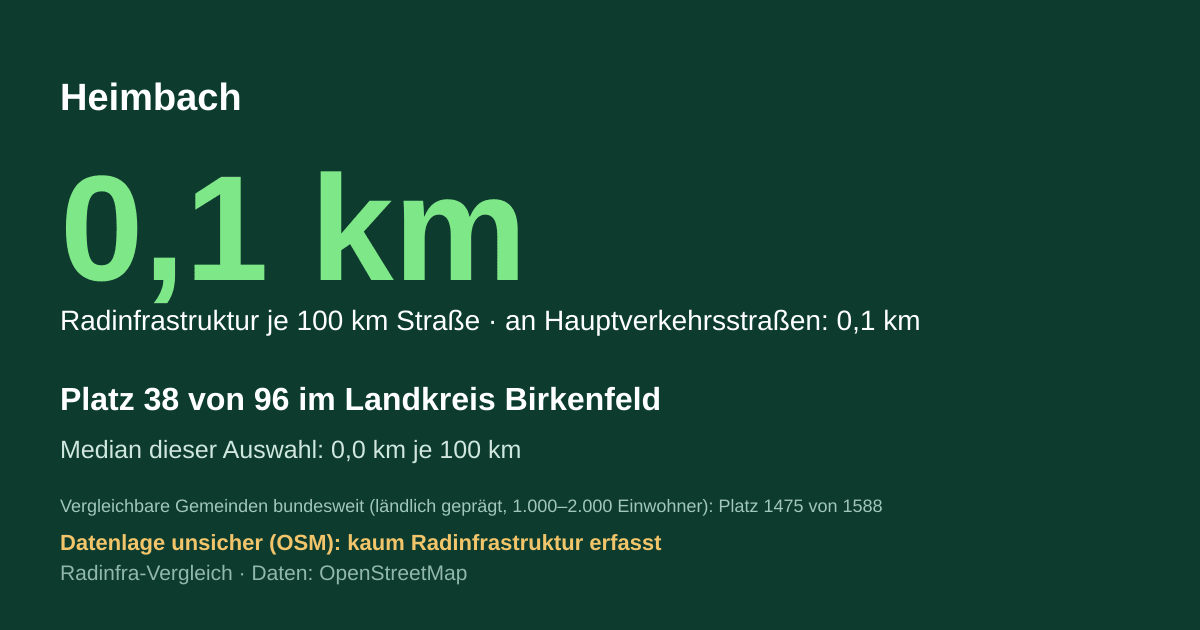 Heimbach
0,1 km
Radinfrastruktur je 100 km Straße · an Hauptverkehrsstraßen: 0,1 km
Platz 38 von 96 im Landkreis Birkenfeld
Median dieser Auswahl: 0,0 km je 100 km
Vergleichbare Gemeinden bundesweit (ländlich geprägt, 1.000–2.000 Einwohner): Platz 1475 von 1588
Datenlage unsicher (OSM): kaum Radinfrastruktur erfasst
Radinfra-Vergleich · Daten: OpenStreetMap